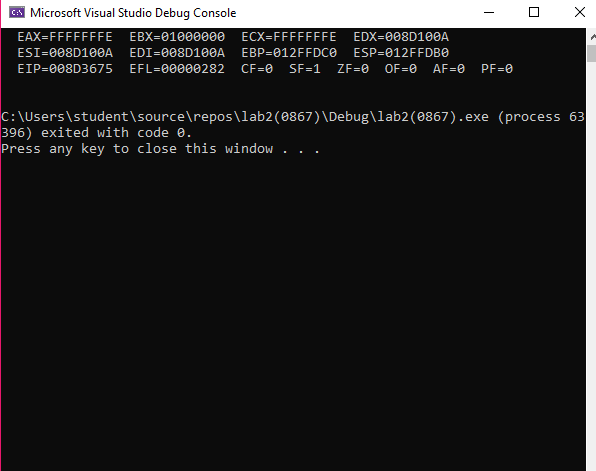 Microsoft Visual Studio Debug Console
EAX=FFFFFFFE EBX=01000000 ECX=FFFFFFFE EDX=008D100A
ESI=008D100A EDI=008D100A EBP=012FFDC0 ESP=012FFDB0
EIP=008D3675 EFL=00000282 CF=0 SF=1 ZF=0 OF=0 AF=0 PF=0
C:\Users\student\source\repos\lab2(0867)\Debug\lab2(0867).exe (process 63
396) exited with code 0.
Press any key to close this window . . .